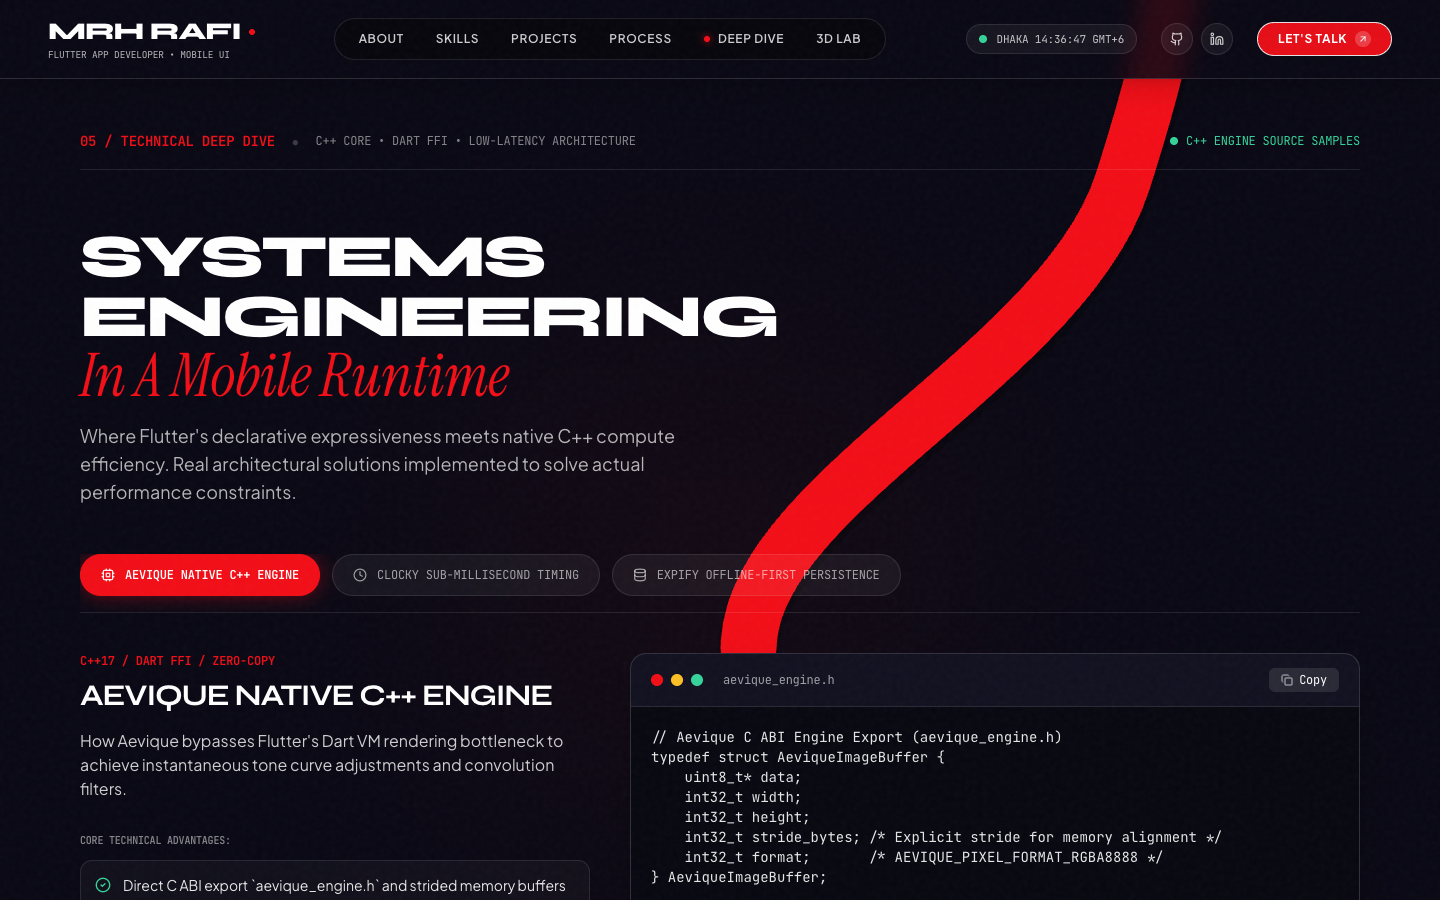 MRH RAFI
FLUTTER APP DEVELOPER • MOBILE UI
ABOUT
SKILLS
PROJECTS
PROCESS
DEEP DIVE
3D LAB
DHAKA 14:36:47 GMT+6
LET'S TALK
05 / TECHNICAL DEEP DIVE
C++ CORE • DART FFI • LOW-LATENCY ARCHITECTURE
C++ ENGINE SOURCE SAMPLES
SYSTEMS
ENGINEERING
In A Mobile Runtime
Where Flutter's declarative expressiveness meets native C++ compute
efficiency. Real architectural solutions implemented to solve actual
performance constraints.
AEVIQUE NATIVE C++ ENGINE
CLOCKY SUB-MILLISECOND TIMING
EXPIFY OFFLINE-FIRST PERSISTENCE
C++17 / DART FFI / ZERO-COPY
AEVIQUE NATIVE C++ ENGINE
How Aevique bypasses Flutter's Dart VM rendering bottleneck to
achieve instantaneous tone curve adjustments and convolution
filters.
CORE TECHNICAL ADVANTAGES:
Direct C ABI export `aevique_engine.h` and strided memory buffers
aevique_engine.h
Copy
// Aevique C ABI Engine Export (aevique_engine.h)
typedef struct AeviqueImageBuffer {
    uint8_t* data;
    int32_t width;
    int32_t height;
    int32_t stride_bytes; /* Explicit stride for memory alignment */
    int32_t format;       /* AEVIQUE_PIXEL_FORMAT_RGBA8888 */
} AeviqueImageBuffer;